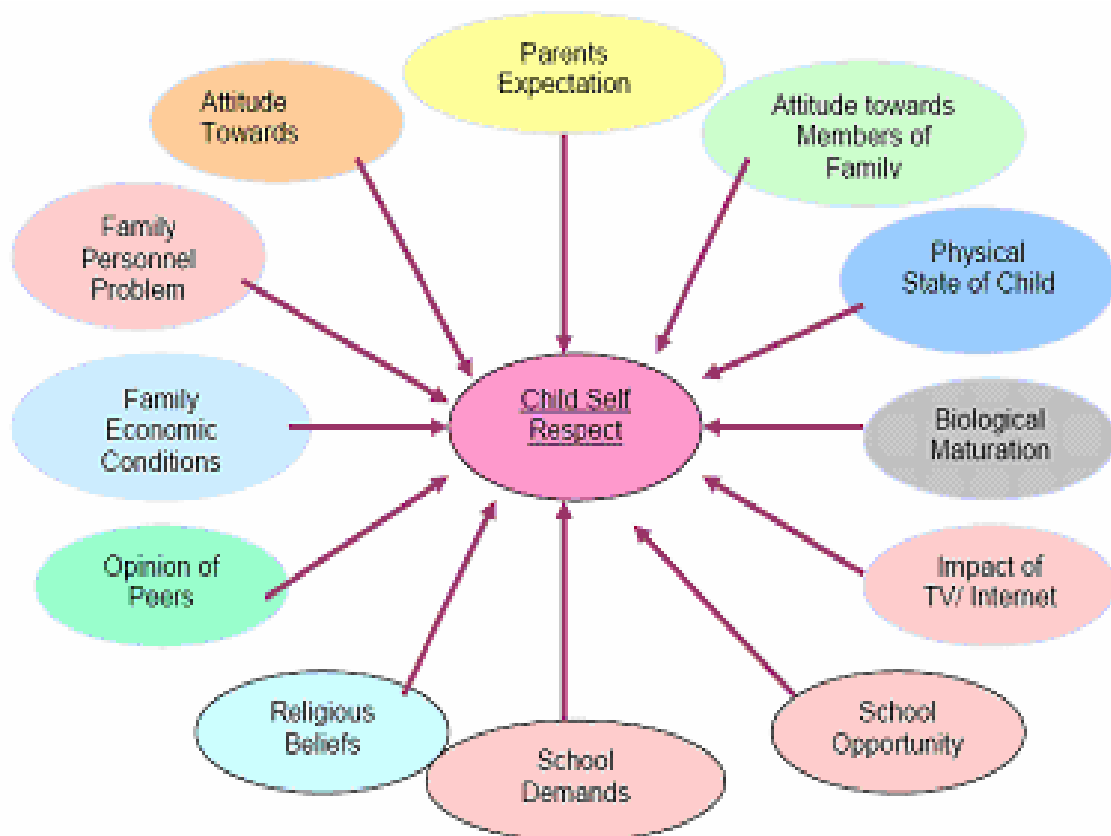 Parents
Expectation
Attitude
Towards
Attitude towards
Members of
Family
Family
Personnel
Problem
Physical
State of Child
Child Self
Respect
Family
Economic
Conditions
Biological
Maturation
Opinion of
Peers
Impact of
TV/ Internet
Religious
Beliefs
School
Demands
School
Opportunity